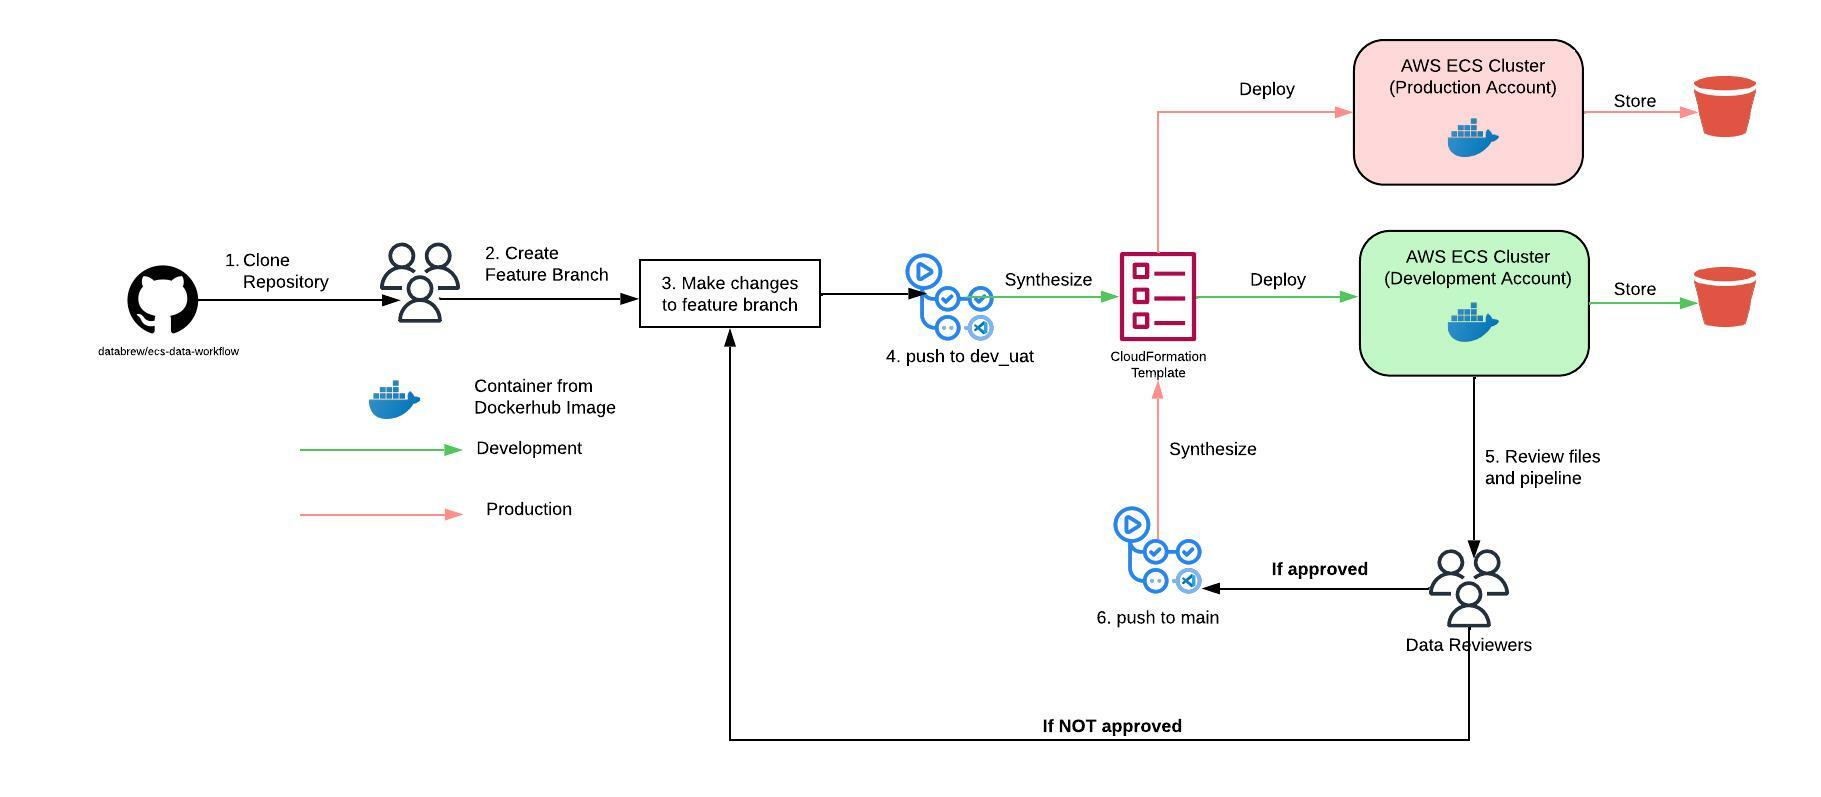 AWS ECS Cluster
(Production Account)
Deploy
Store
AWS ECS Cluster
(Development Account)
1. Clone
Repository
2. Create
Feature Branch
3. Make changes
to feature branch
Synthesize
Deploy
Store
databrew/ecs-data-workflow
4. push to dev_uat
CloudFormation
Template
Container from
Dockerhub Image
Development
Production
Synthesize
5. Review files
and pipeline
If approved
6. push to main
Data Reviewers
If NOT approved